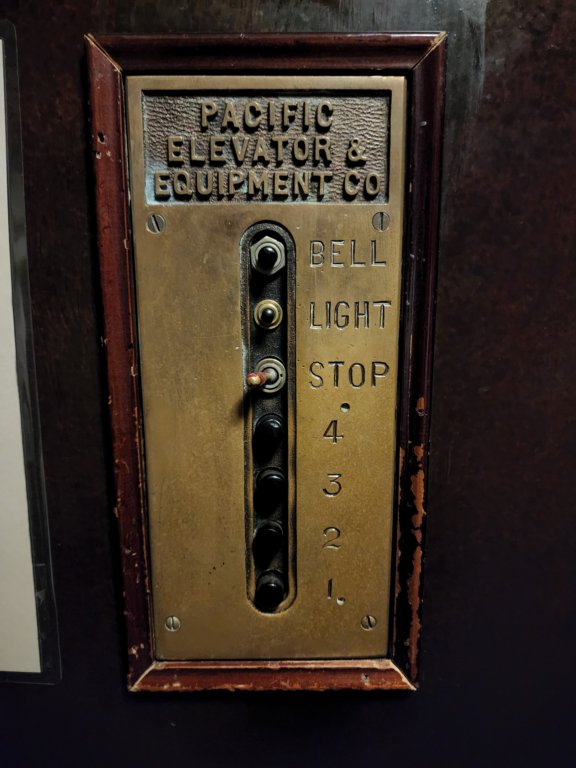 PACIFIC
ELEVATOR &
EQUIPMENT CO
BELL
LIGHT
STOP
4
3
2
1